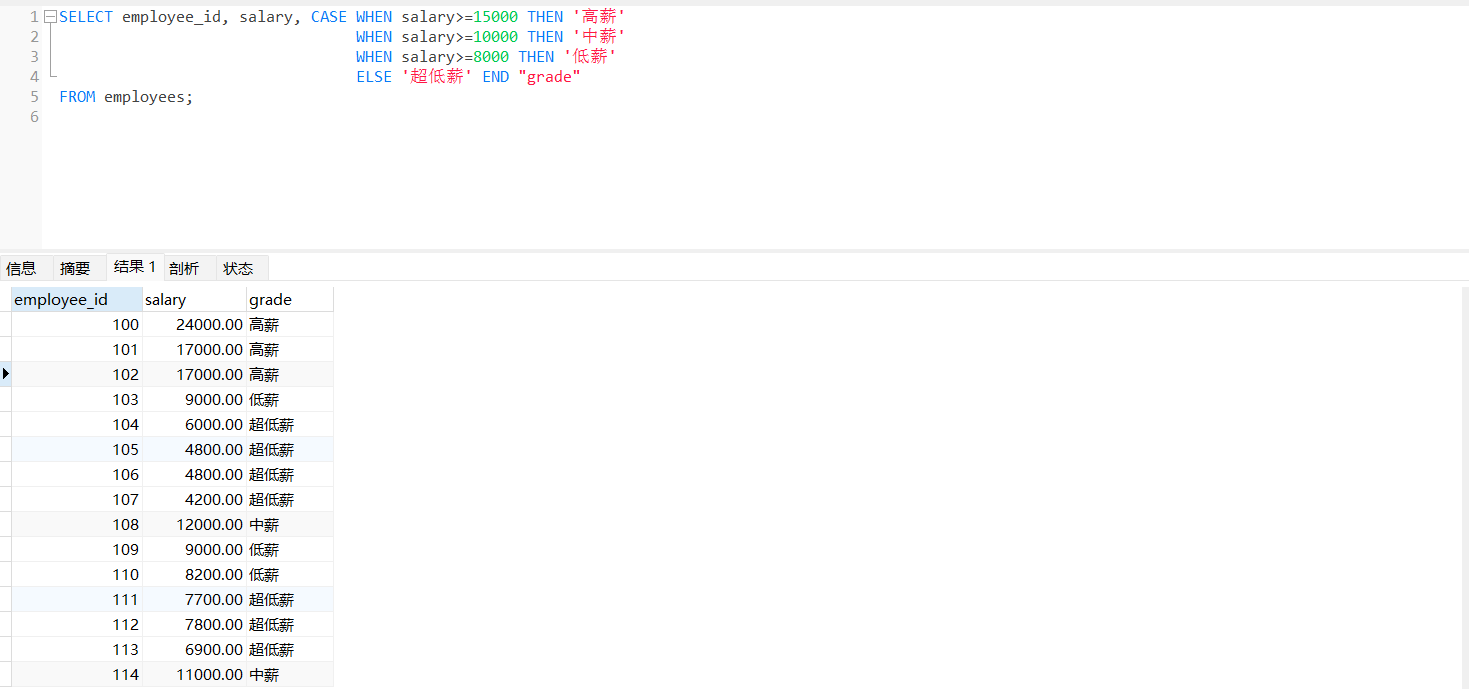 1 SELECT employee_id, salary, CASE WHEN salary>=15000 THEN '高薪'
2 WHEN salary>=10000 THEN '中薪'
3 WHEN salary>=8000 THEN '低薪'
4 ELSE '超低薪' END "grade"
5 FROM employees;
6
信息 摘要 结果 1 剖析 状态
employee_id salary grade
100 24000.00 高薪
101 17000.00 高薪
102 17000.00 高薪
103 9000.00 低薪
104 6000.00 超低薪
105 4800.00 超低薪
106 4800.00 超低薪
107 4200.00 超低薪
108 12000.00 中薪
109 9000.00 低薪
110 8200.00 低薪
111 7700.00 超低薪
112 7800.00 超低薪
113 6900.00 超低薪
114 11000.00 中薪